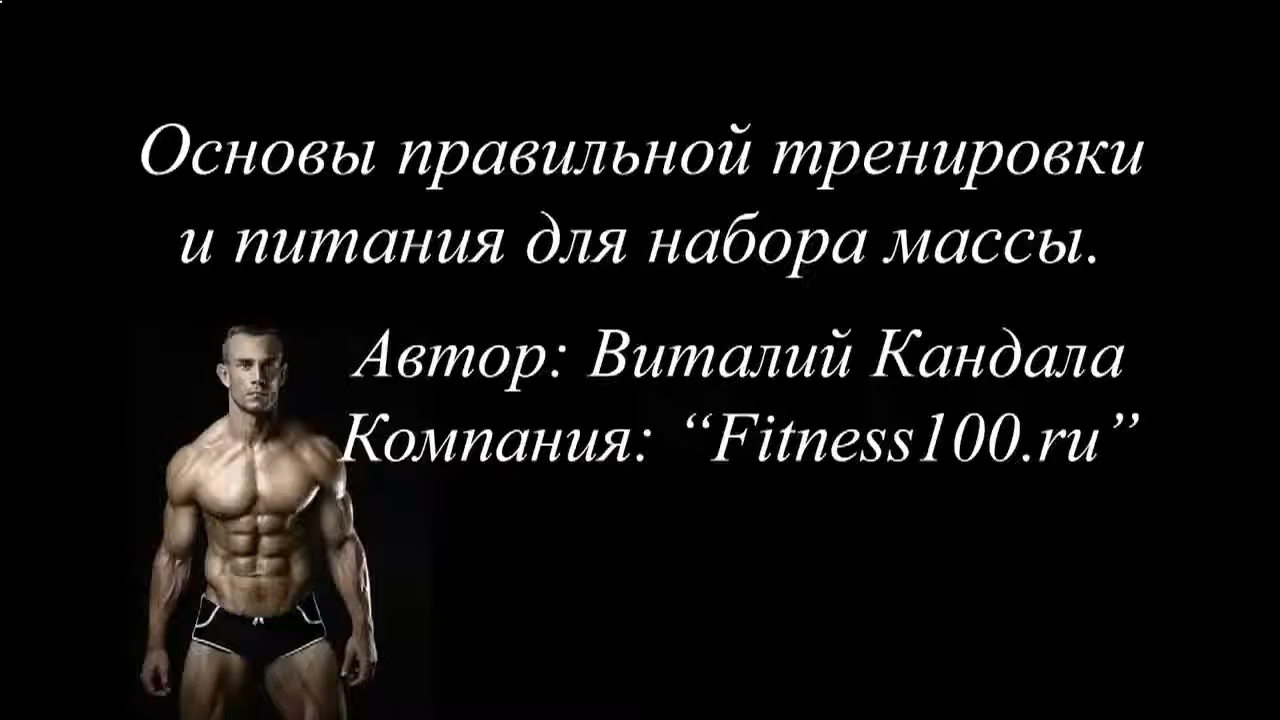 Основы правильной тренировки
и питания для набора массы.
Автор: Виталий Кандала
Компания: “Fitness100.ru”